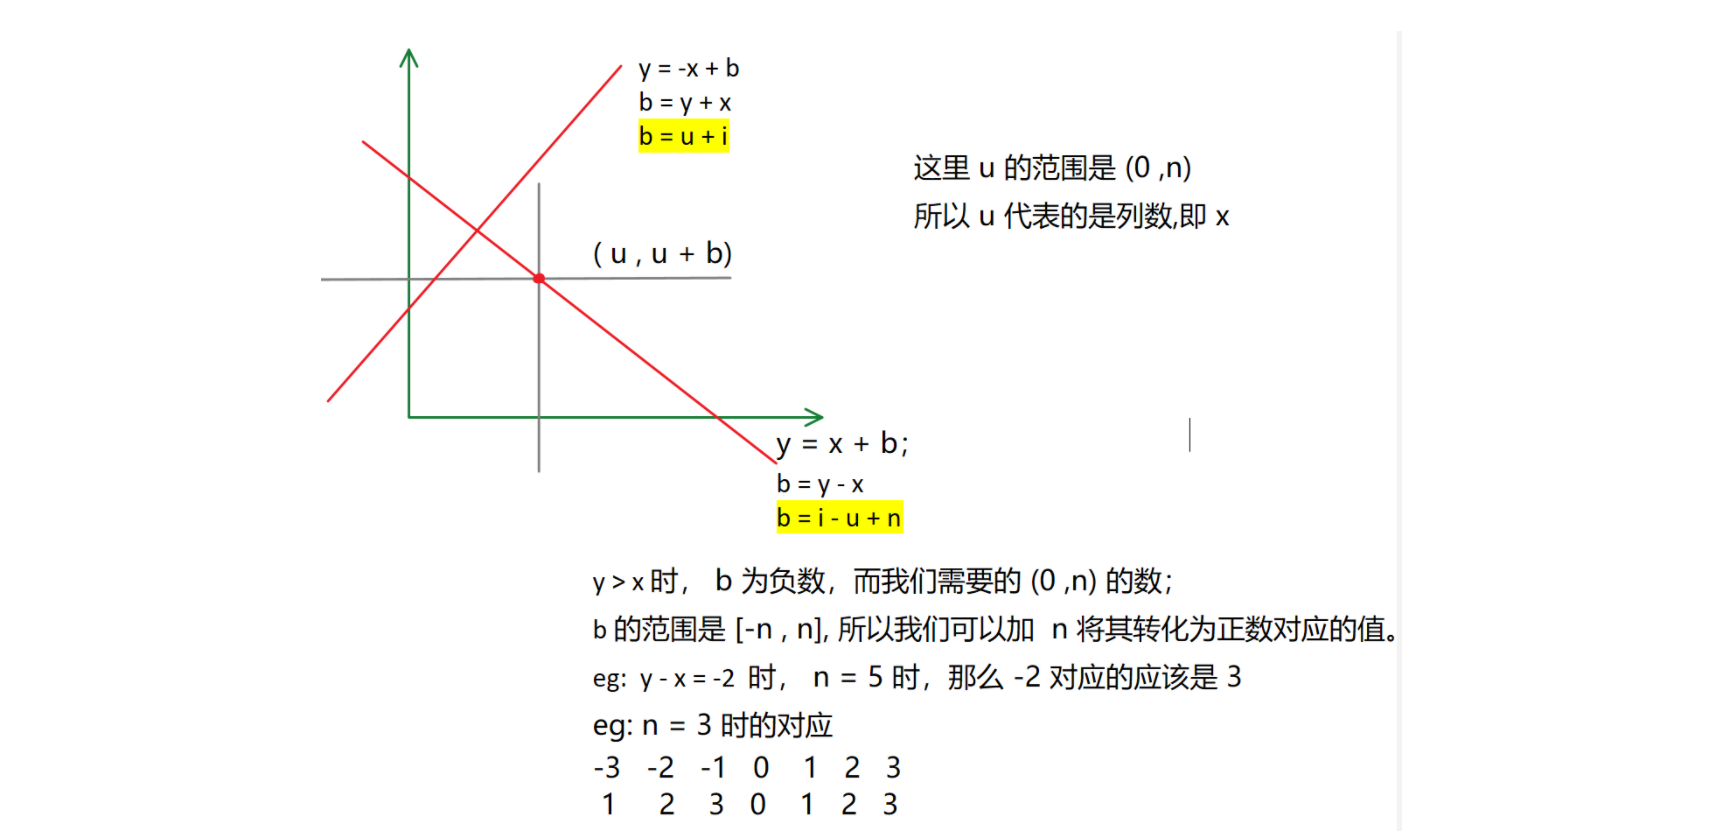 y = -x + b
b = y + x
b = u + i
这里 u 的范围是 (0 ,n)
所以 u 代表的是列数,即 x
( u , u + b)
y = x + b;
b = y - x
b = i - u + n
y > x 时， b 为负数，而我们需要的 (0 ,n) 的数；
b 的范围是 [-n , n], 所以我们可以加 n 将其转化为正数对应的值。
eg: y - x = -2 时， n = 5 时，那么 -2 对应的应该是 3
eg: n = 3 时的对应
-3 -2 -1 0 1 2 3
1 2 3 0 1 2 3